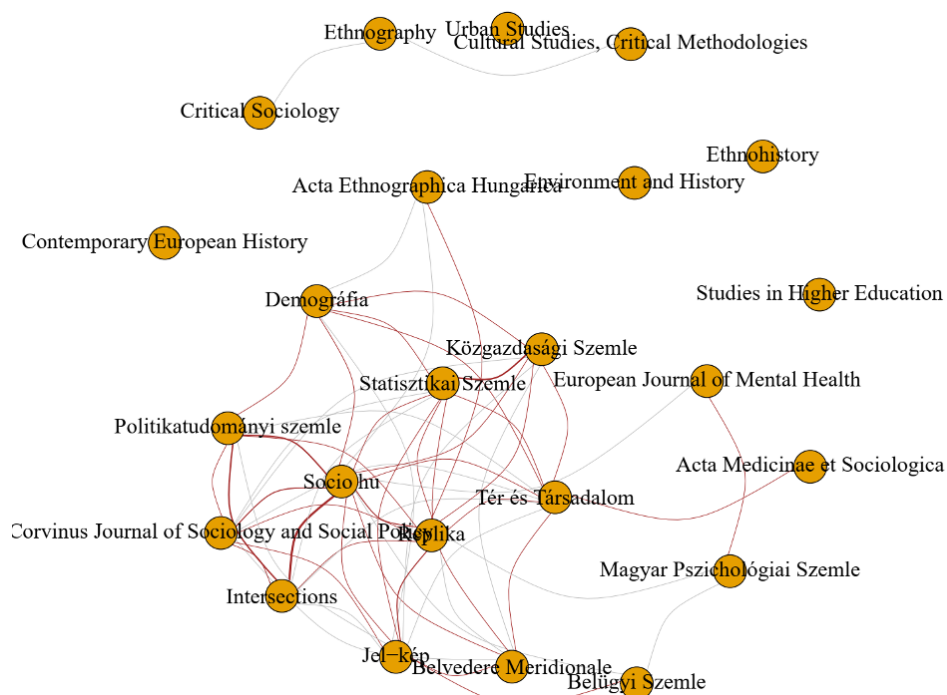 Urban Studies
Ethnography
Cultural Studies, Critical Methodologies
Critical Sociology
Ethnohistory
Acta Ethnographica Hungarica
Environment and History
Contemporary European History
Studies in Higher Education
Demográfia
Közgazdasági Szemle
Statisztikai Szemle
European Journal of Mental Health
Politikatudományi szemle
Acta Medicinae et Sociologica
Socio hu
Tér és Társadalom
Corvinus Journal of Sociology and Social Policy
Replika
Magyar Pszichológiai Szemle
Intersections
Jel−kép
Belvedere Meridionale
Belügyi Szemle